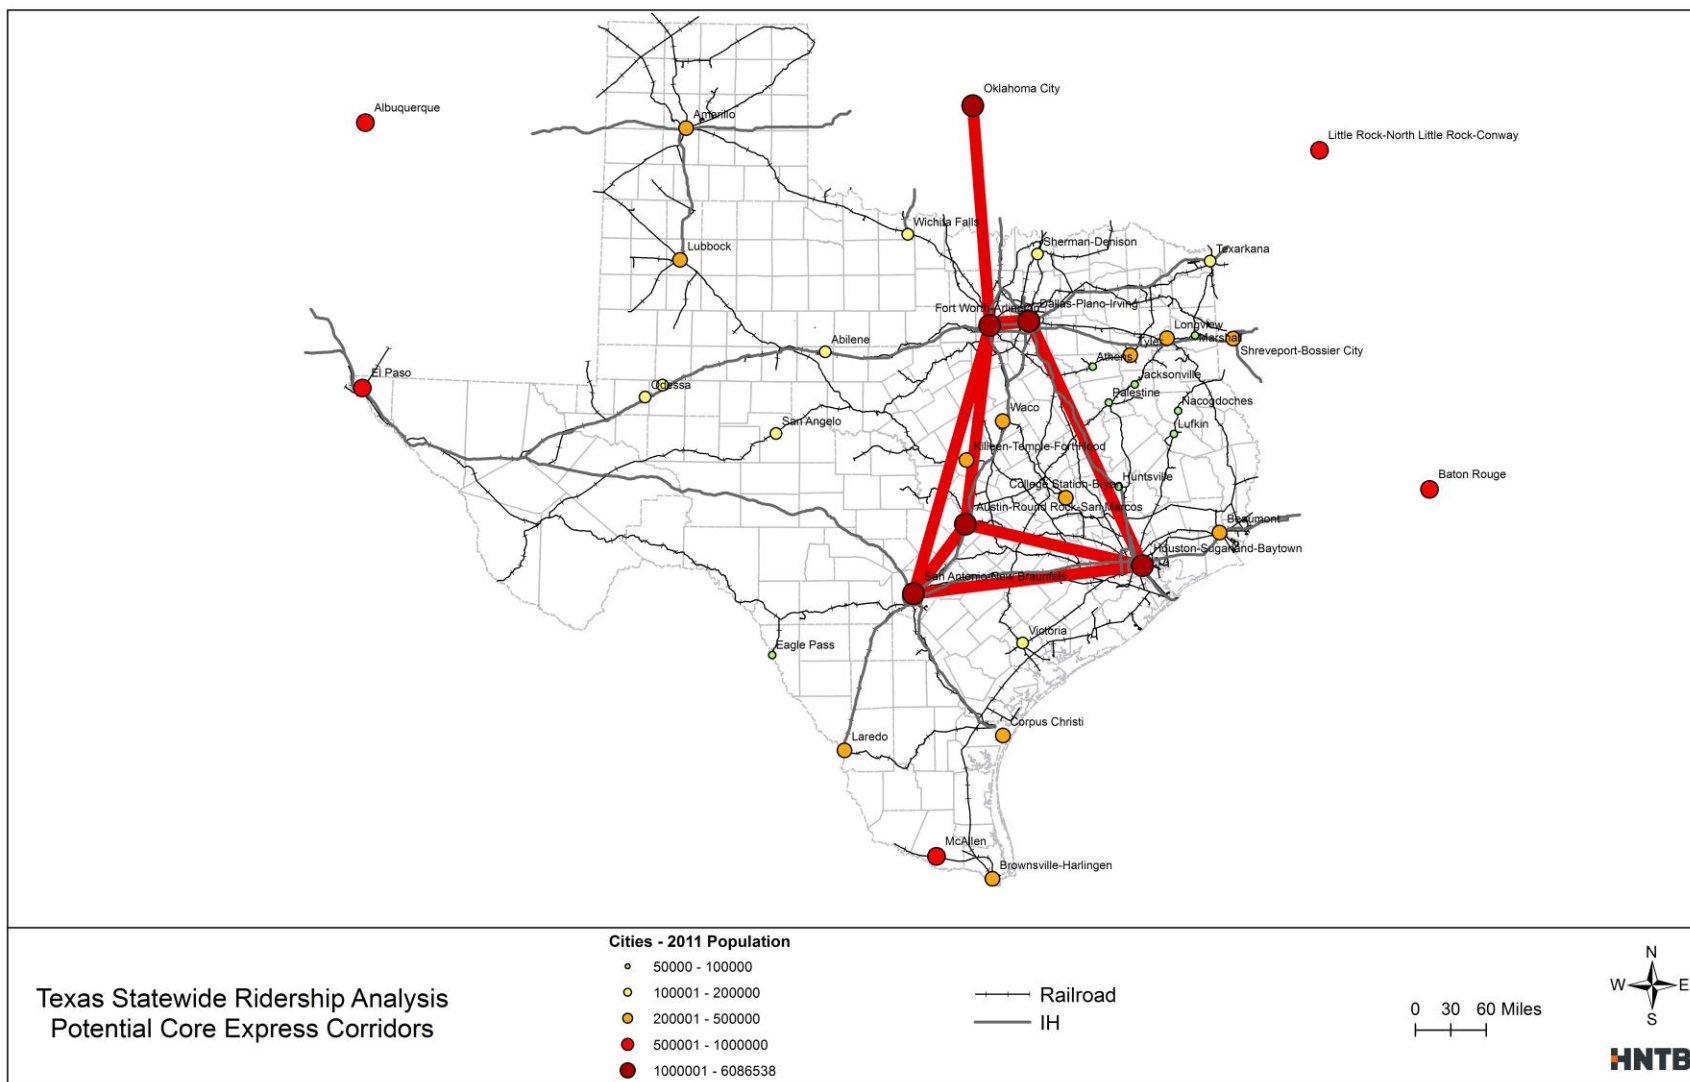 Albuquerque
Oklahoma City
Amarillo
Little Rock-North Little Rock-Conway
Wichita Falls
Sherman-Denison
Lubbock
Texarkana
Fort Worth-Arlington
Dallas-Plano-Irving
Longview
Marshall
Tyler
Shreveport-Bossier City
Abilene
Athens
El Paso
Jacksonville
Odessa
Palestine
Nacogdoches
Waco
San Angelo
Lufkin
Killeen-Temple-Fort Hood
Huntsville
Baton Rouge
College Station-Bryan
Austin-Round Rock-San Marcos
Beaumont
Houston-Sugarland-Baytown
San Antonio-New Braunfels
Victoria
Eagle Pass
Corpus Christi
Laredo
McAllen
Brownsville-Harlingen
Texas Statewide Ridership Analysis
Potential Core Express Corridors
Cities - 2011 Population
50000 - 100000
100001 - 200000
200001 - 500000
500001 - 1000000
1000001 - 6086538
Railroad
IH
0 30 60 Miles
N
W E
S
HNTB